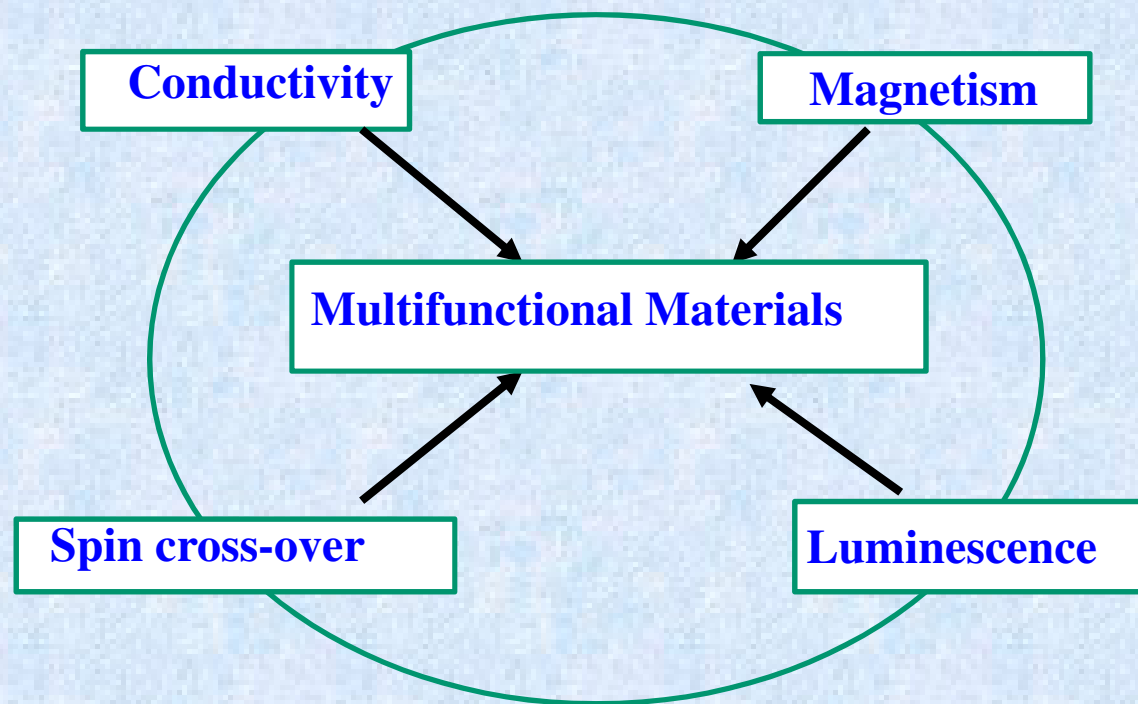 Conductivity
Magnetism
Multifunctional Materials
Spin cross-over
Luminescence